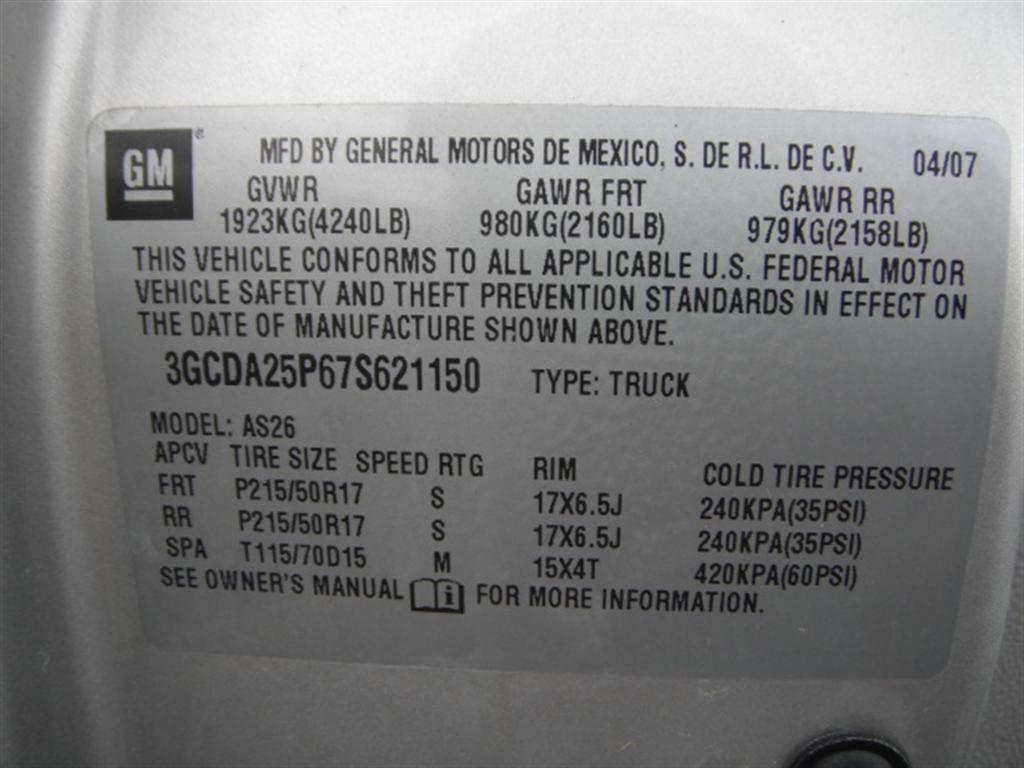 GM ® MFD BY GENERAL MOTORS DE MEXICO, S. DE R.L. DE C.V. 04/07
GVWR GAWR FRT GAWR RR
1923KG(4240LB) 980KG(2160LB) 979KG(2158LB)
THIS VEHICLE CONFORMS TO ALL APPLICABLE U.S. FEDERAL MOTOR
VEHICLE SAFETY AND THEFT PREVENTION STANDARDS IN EFFECT ON
THE DATE OF MANUFACTURE SHOWN ABOVE.
3GCDA25P67S621150 TYPE: TRUCK
MODEL: AS26
APCV TIRE SIZE SPEED RTG RIM COLD TIRE PRESSURE
FRT P215/50R17 S 17X6.5J 240KPA(35PSI)
RR P215/50R17 S 17X6.5J 240KPA(35PSI)
SPA T115/70D15 M 15X4T 420KPA(60PSI)
SEE OWNER'S MANUAL i FOR MORE INFORMATION.